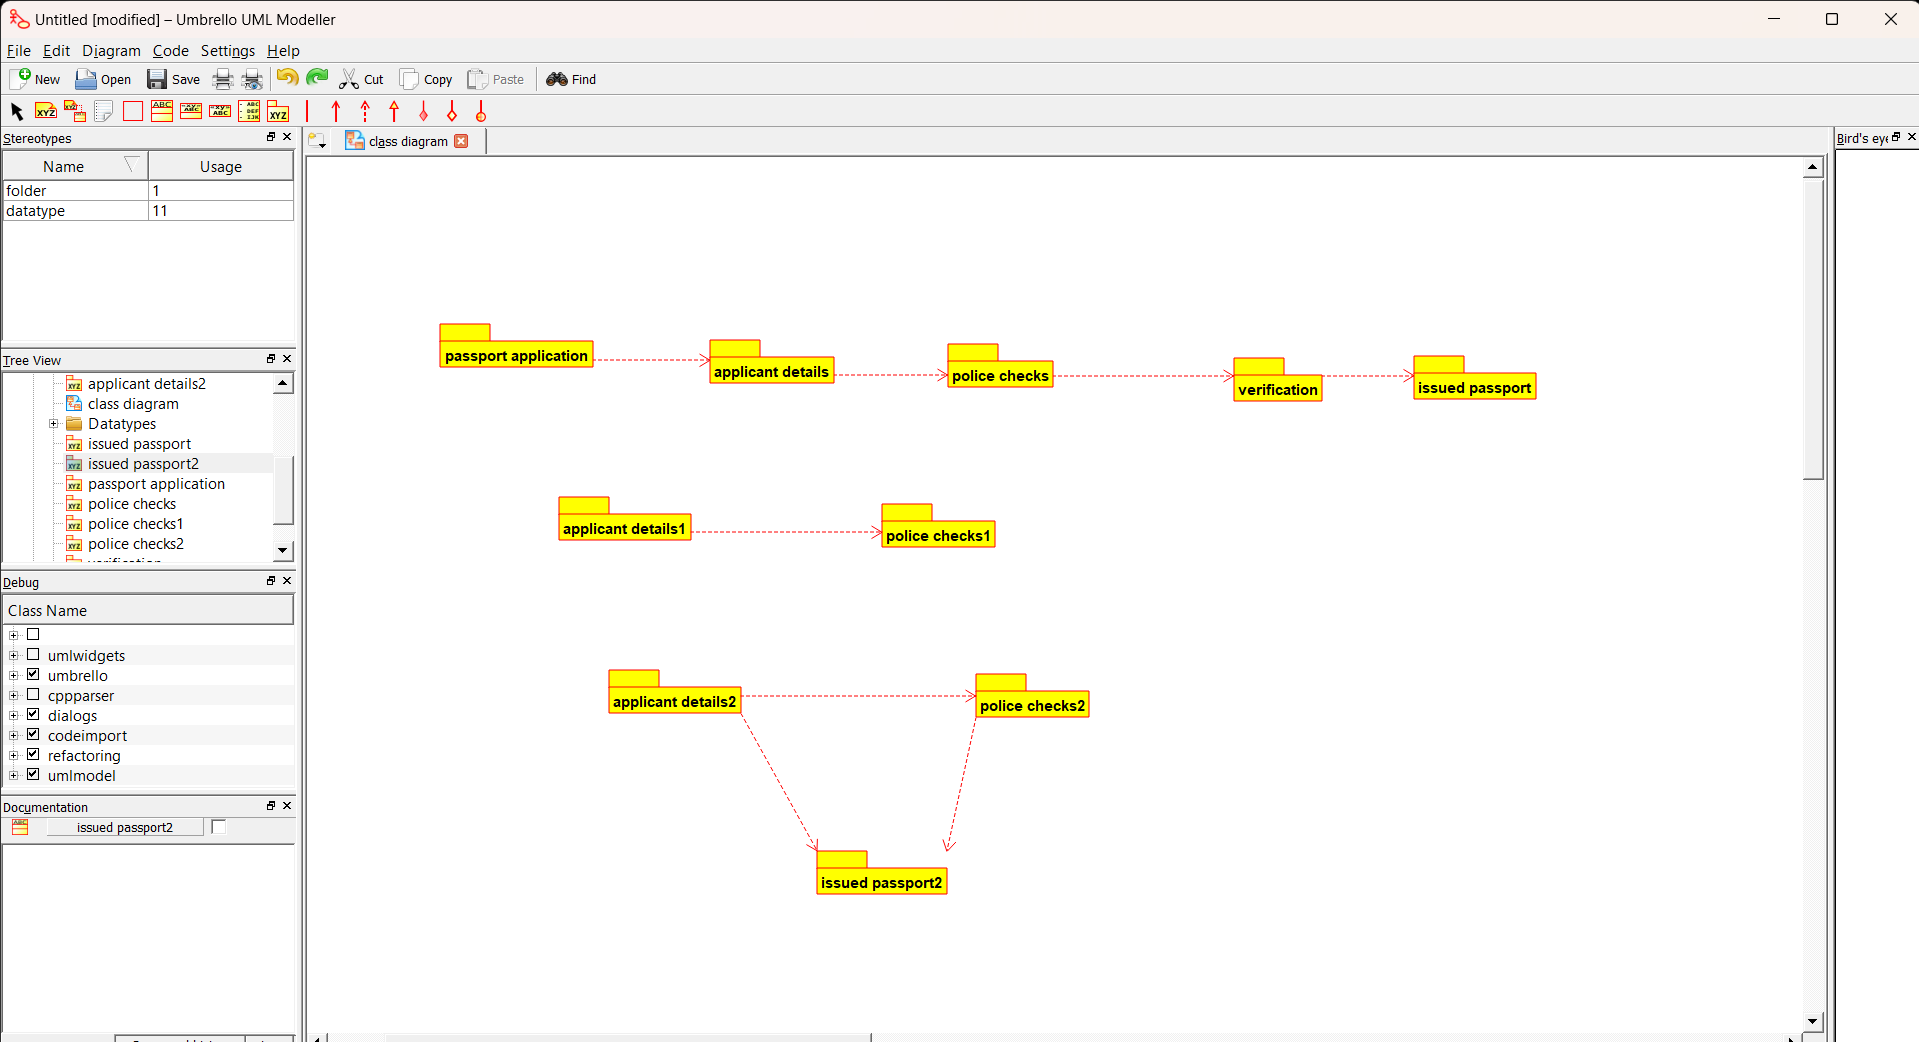 Untitled [modified] – Umbrello UML Modeller
File Edit Diagram Code Settings Help
New Open Save Cut Copy Paste Find
Stereotypes
Name Usage
folder 1
datatype 11
Tree View
applicant details2
class diagram
Datatypes
issued passport
issued passport2
passport application
police checks
police checks1
police checks2
verification
Debug
Class Name
umlwidgets
umbrello
cppparser
dialogs
codeimport
refactoring
umlmodel
Documentation
issued passport2
class diagram
passport application
applicant details
police checks
verification
issued passport
applicant details1
police checks1
applicant details2
police checks2
issued passport2
Bird's eye